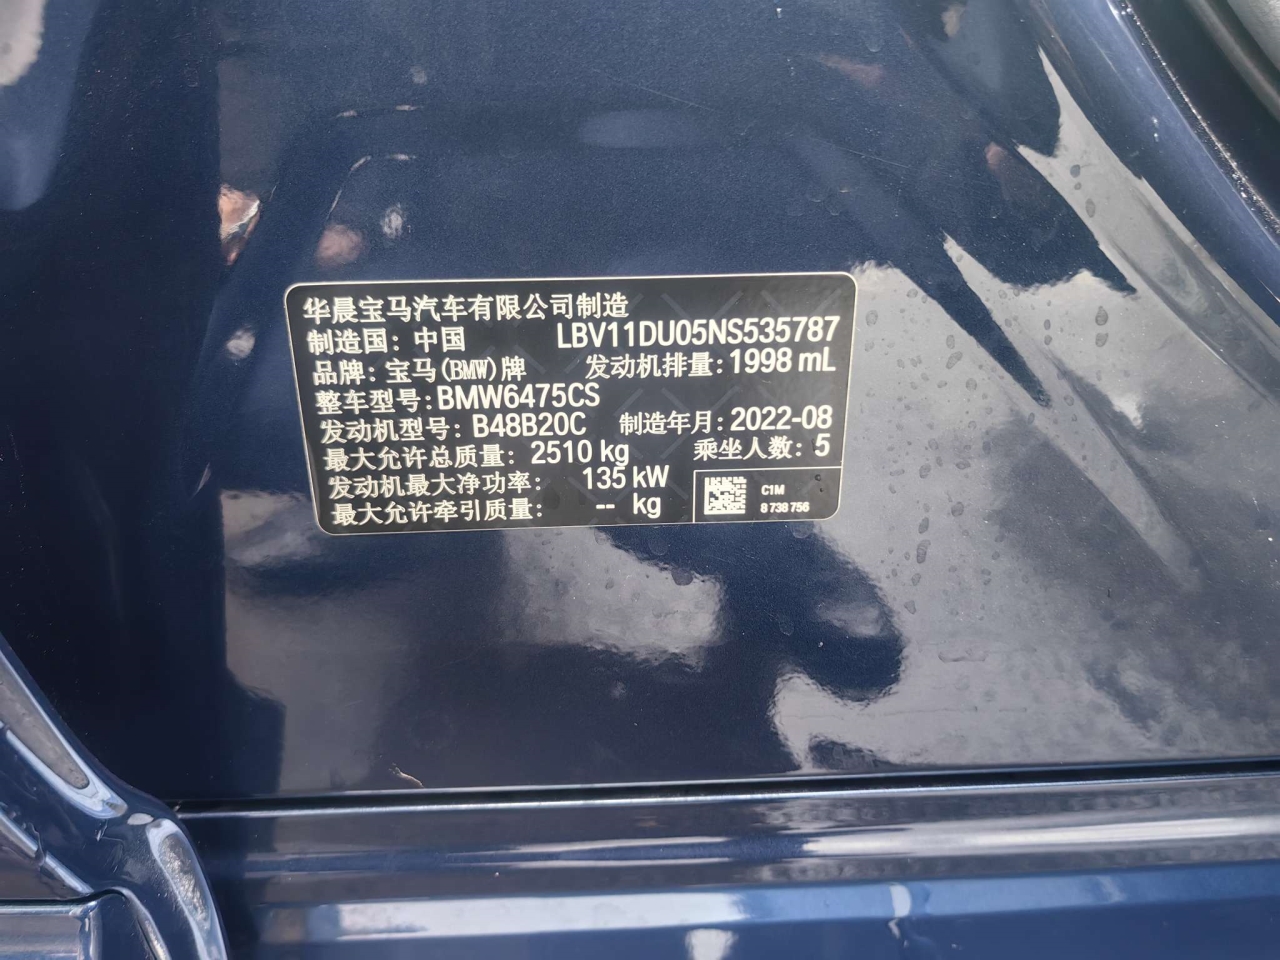 华晨宝马汽车有限公司制造
制造国：中国 LBV11DU05NS535787
品牌：宝马(BMW)牌 发动机排量：1998 mL
整车型号：BMW6475CS
发动机型号：B48B20C 制造年月：2022-08
最大允许总质量：2510 kg 乘坐人数：5
发动机最大净功率：135 kW
最大允许牵引质量：-- kg
C1M
8 738 756